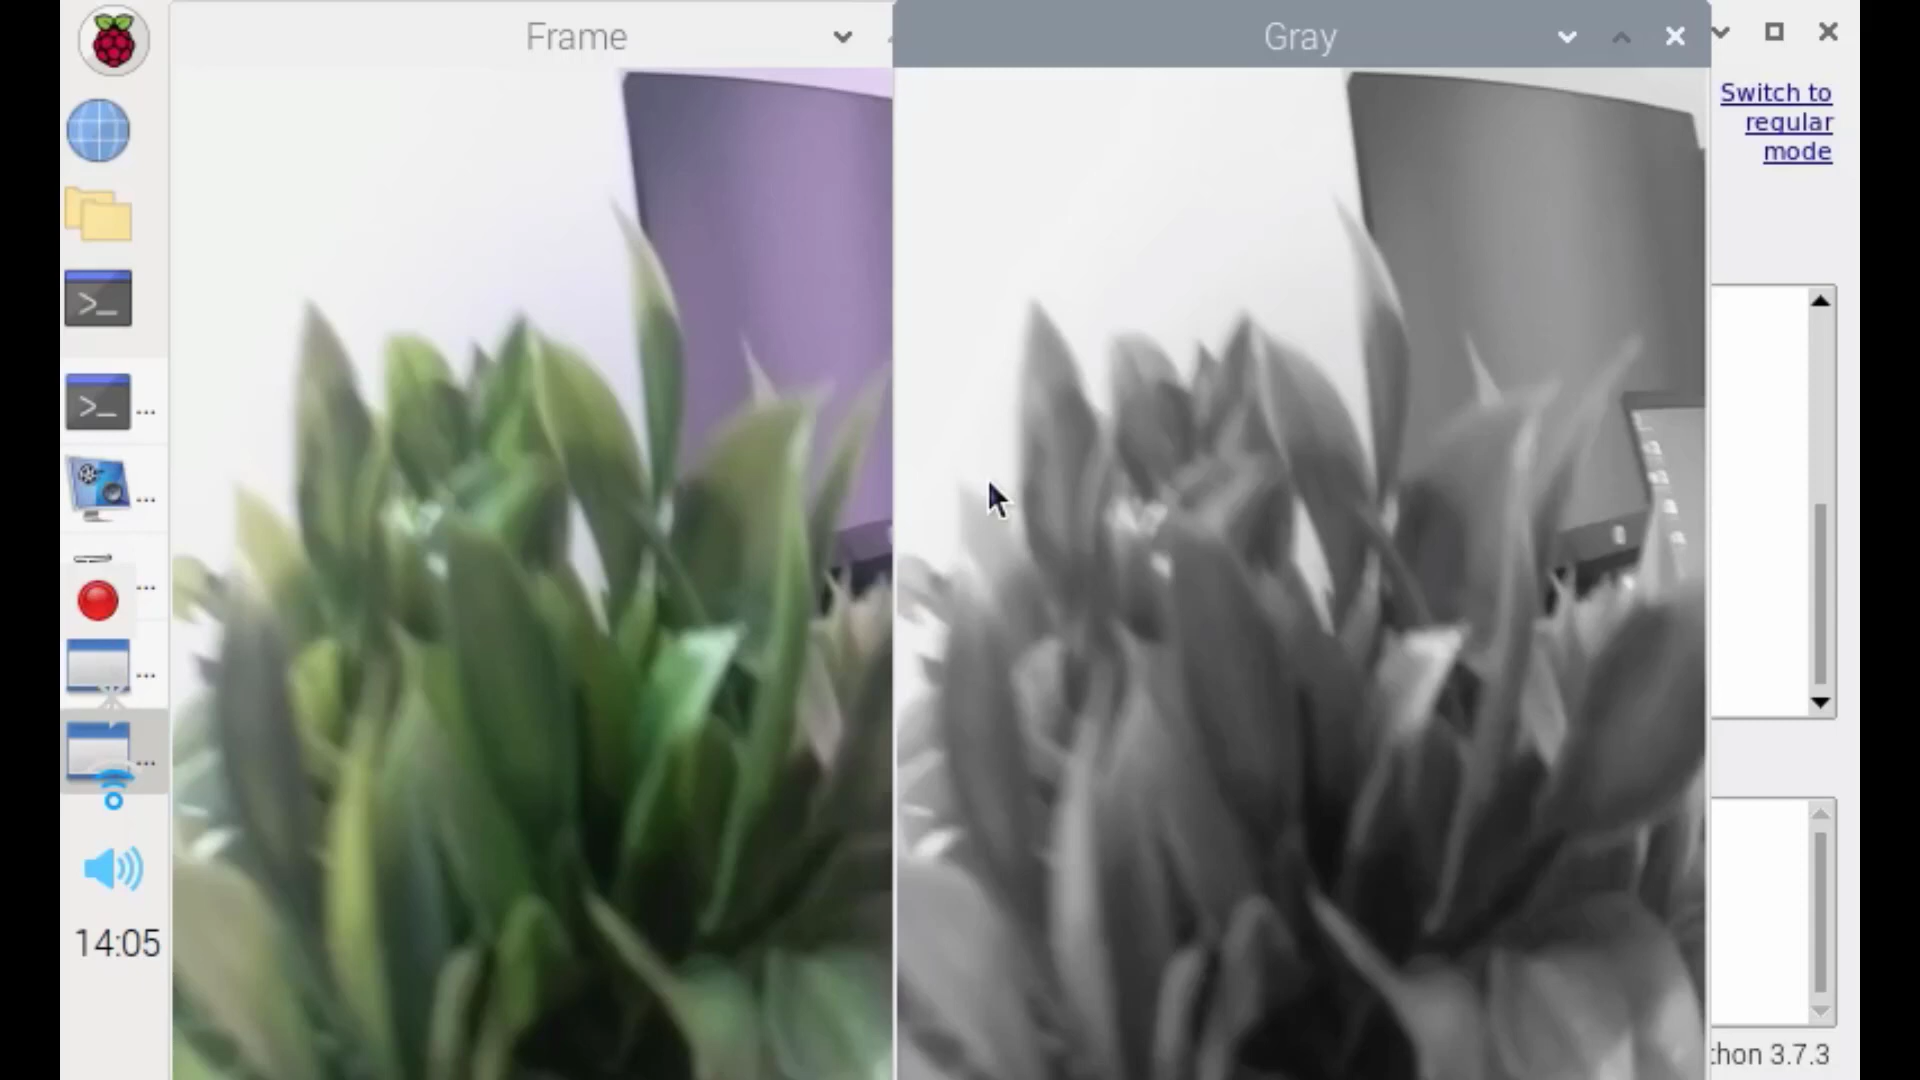 Frame
Gray
Switch to
regular
mode
>_
>_
...
...
...
...
...
14:05
thon 3.7.3